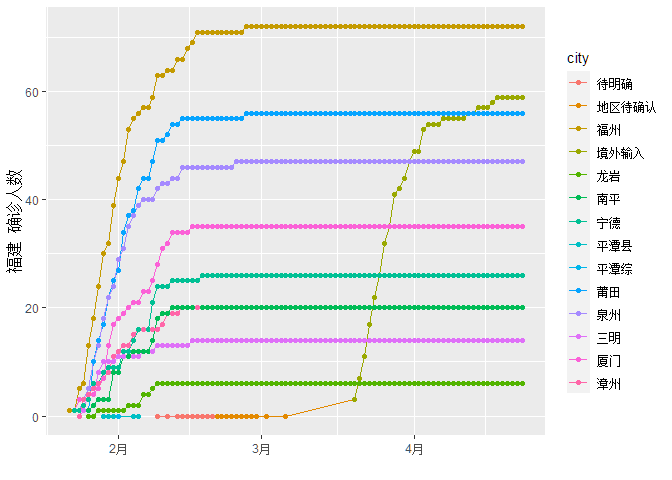 福建 确诊人数
60
40
20
0
2月
3月
4月
city
待明确
地区待确认
福州
境外输入
龙岩
南平
宁德
平潭县
平潭综
莆田
泉州
三明
厦门
漳州